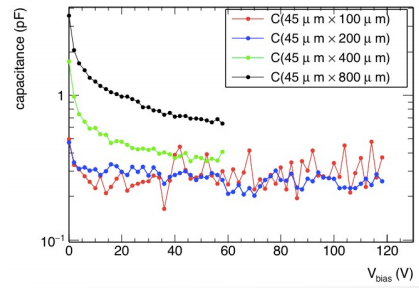 capacitance (pF)
C(45 μ m × 100 μ m)
C(45 μ m × 200 μ m)
C(45 μ m × 400 μ m)
C(45 μ m × 800 μ m)
1
10⁻¹
0 20 40 60 80 100 120
V_bias (V)